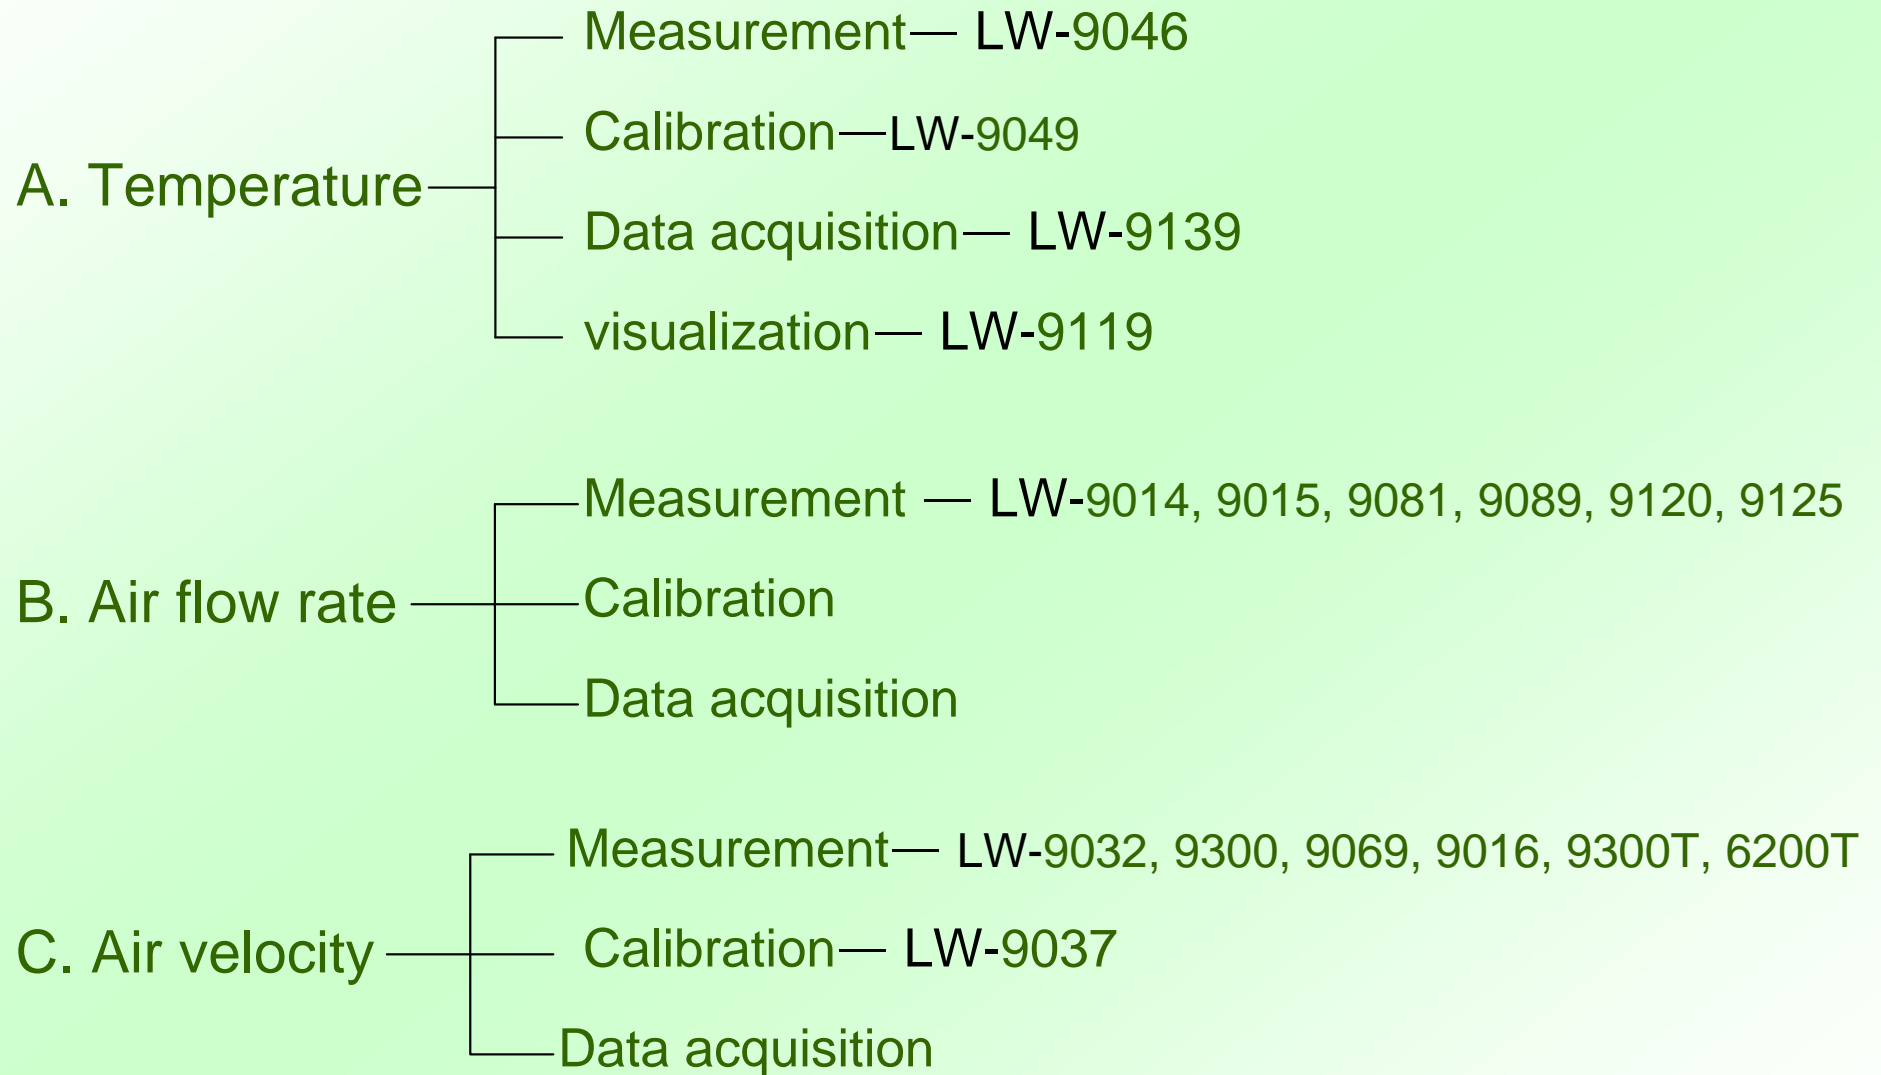 Measurement— LW-9046
Calibration—LW-9049
A. Temperature
Data acquisition— LW-9139
visualization— LW-9119
Measurement — LW-9014, 9015, 9081, 9089, 9120, 9125
B. Air flow rate
Calibration
Data acquisition
Measurement— LW-9032, 9300, 9069, 9016, 9300T, 6200T
C. Air velocity
Calibration— LW-9037
Data acquisition